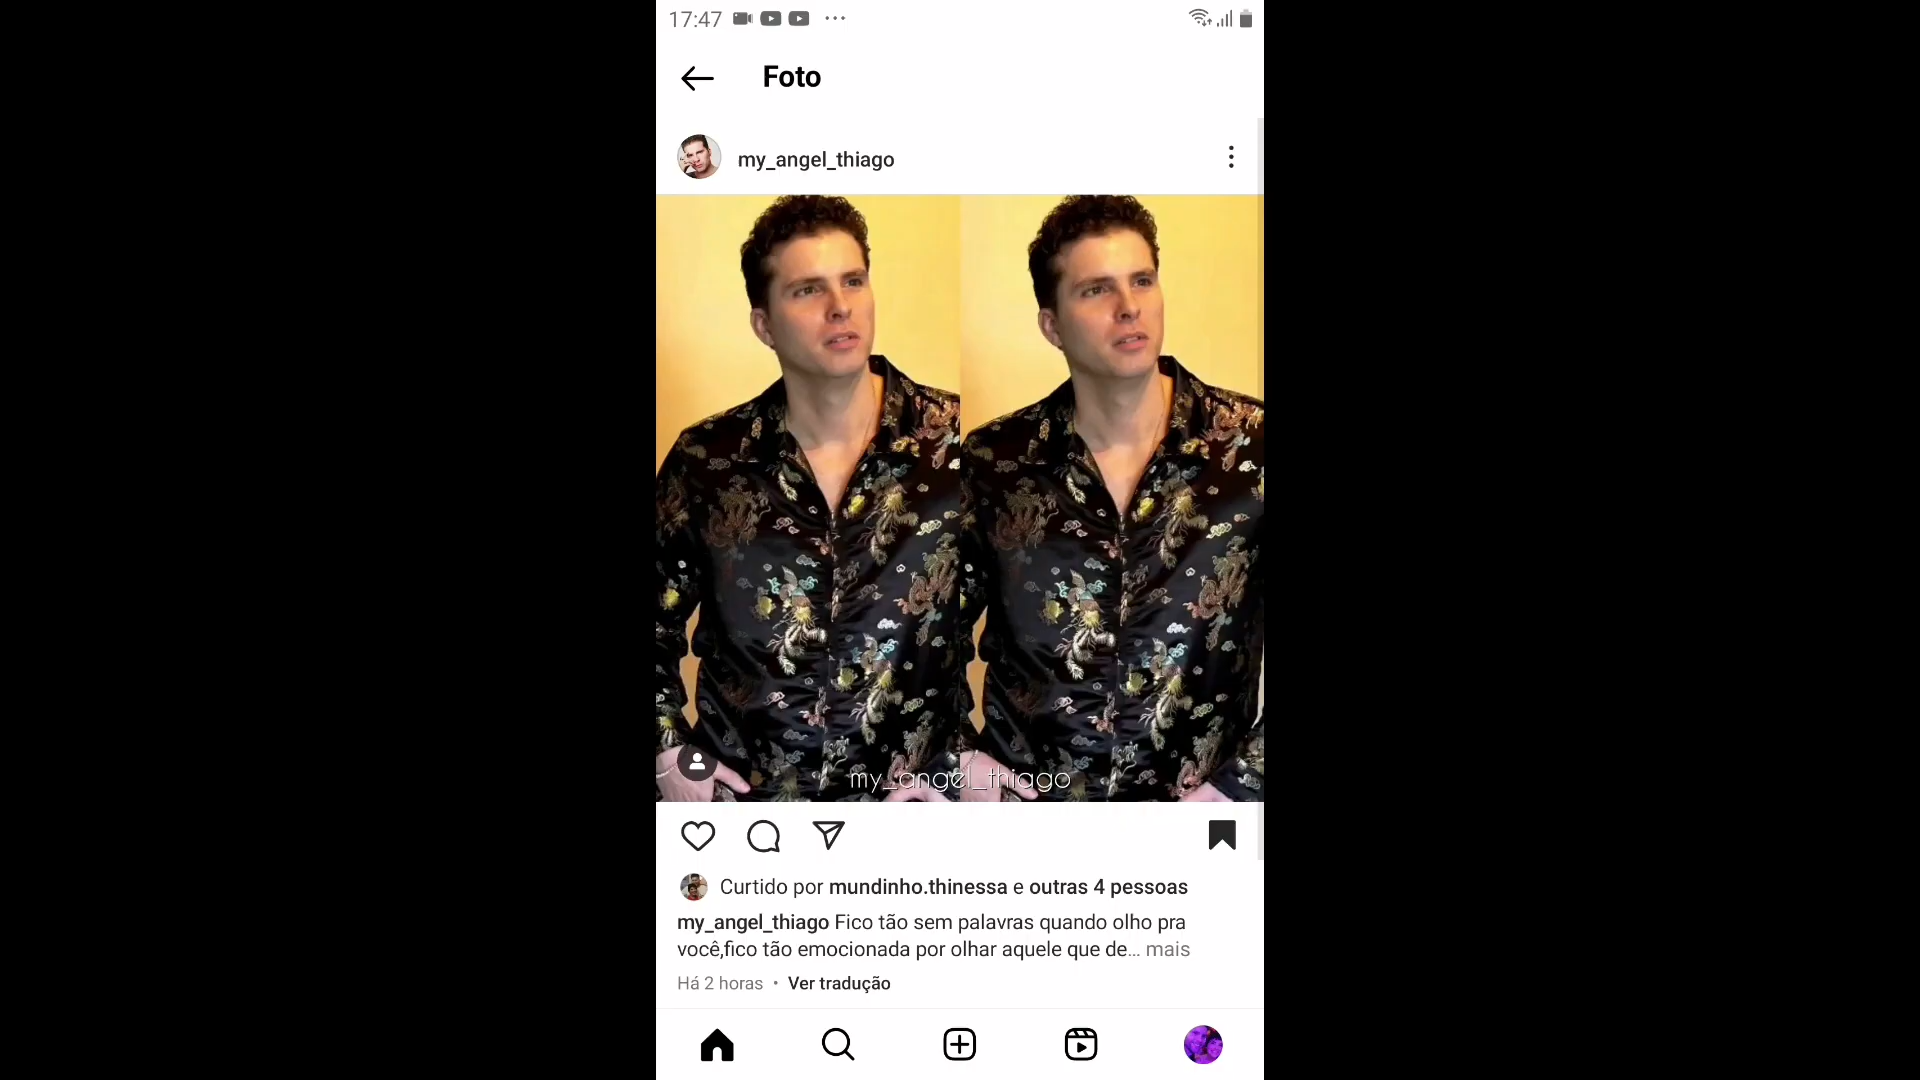 17:47
Foto
my_angel_thiago
my_angel_thiago
Curtido por mundinho.thinessa e outras 4 pessoas
my_angel_thiago Fico tão sem palavras quando olho pra
você,fico tão emocionada por olhar aquele que de... mais
Há 2 horas • Ver tradução